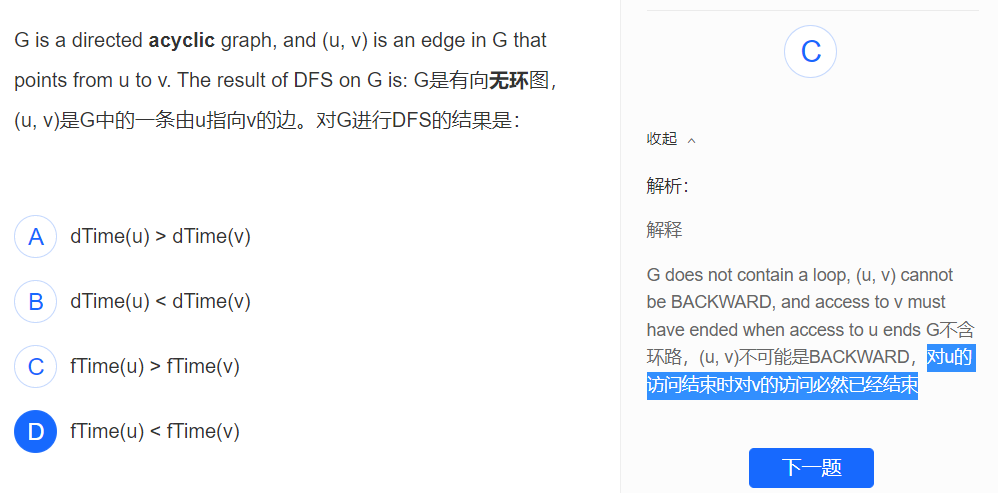 G is a directed acyclic graph, and (u, v) is an edge in G that
points from u to v. The result of DFS on G is: G是有向无环图，
(u, v)是G中的一条由u指向v的边。对G进行DFS的结果是：
A dTime(u) > dTime(v)
B dTime(u) < dTime(v)
C fTime(u) > fTime(v)
D fTime(u) < fTime(v)
C
收起
解析：
解释
G does not contain a loop, (u, v) cannot
be BACKWARD, and access to v must
have ended when access to u ends G不含
环路，(u, v)不可能是BACKWARD，对u的
访问结束时对v的访问必然已经结束
下一题